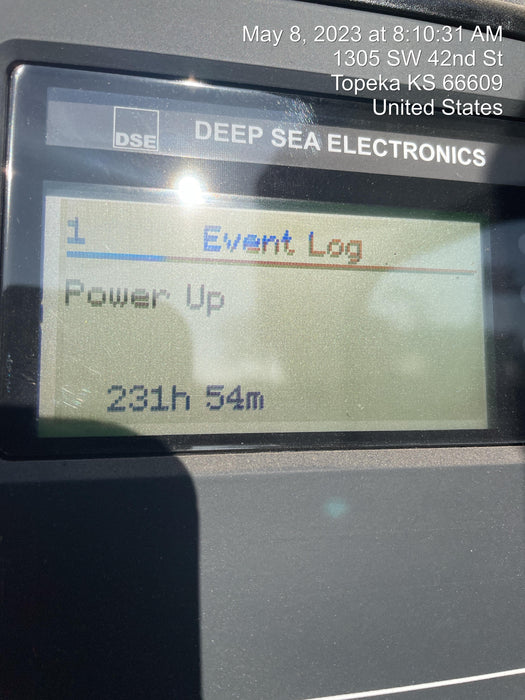 May 8, 2023 at 8:10:31 AM
1305 SW 42nd St
Topeka KS 66609
United States
DSE DEEP SEA ELECTRONICS
1 Event Log
Power Up
231h 54m